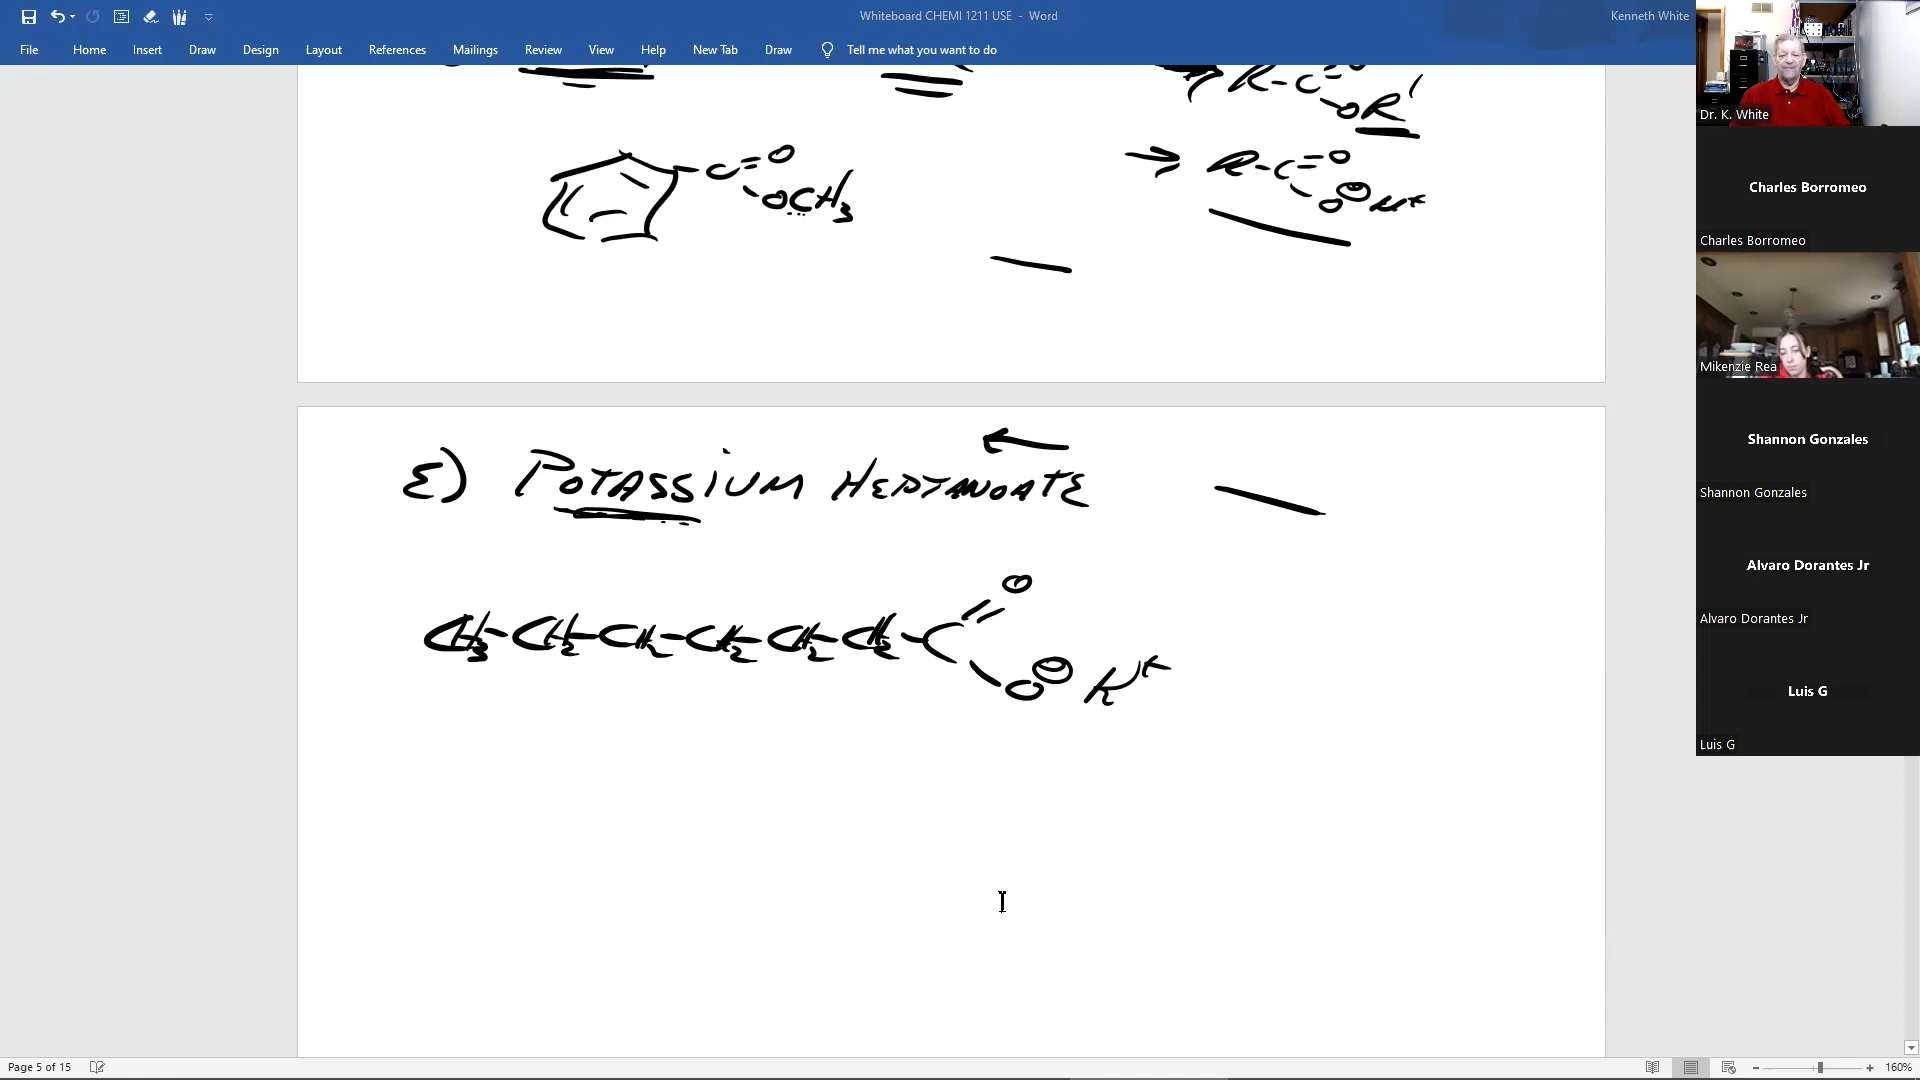 Whiteboard CHEMI 1211 USE - Word
Kenneth White
File Home Insert Draw Design Layout References Mailings Review View Help New Tab Draw Tell me what you want to do
Dr. K. White
Charles Borromeo
Charles Borromeo
Mikenzie Rea
Shannon Gonzales
Shannon Gonzales
Alvaro Dorantes Jr
Alvaro Dorantes Jr
Luis G
Luis G
R-C=O
OR'
C=O
OCH3
→ R-C=O
O⊖ M+
E) POTASSIUM HEPTANOATE
CH3-CH2-CH2-CH2-CH2-CH2-C=O
O⊖ K+
Page 5 of 15
160%